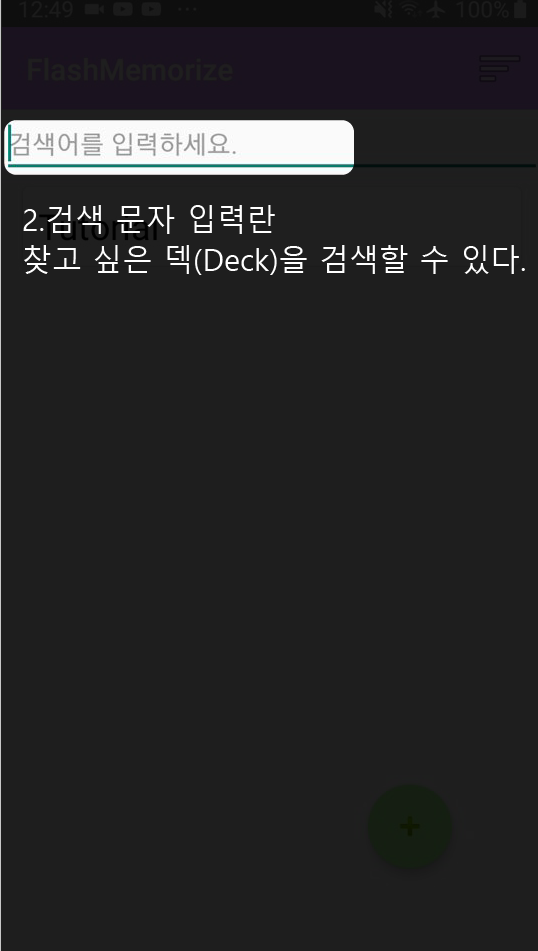 12:49 ... 100%
FlashMemorize
검색어를 입력하세요.
Tutorial
2.검색 문자 입력란
찾고 싶은 덱(Deck)을 검색할 수 있다.
+